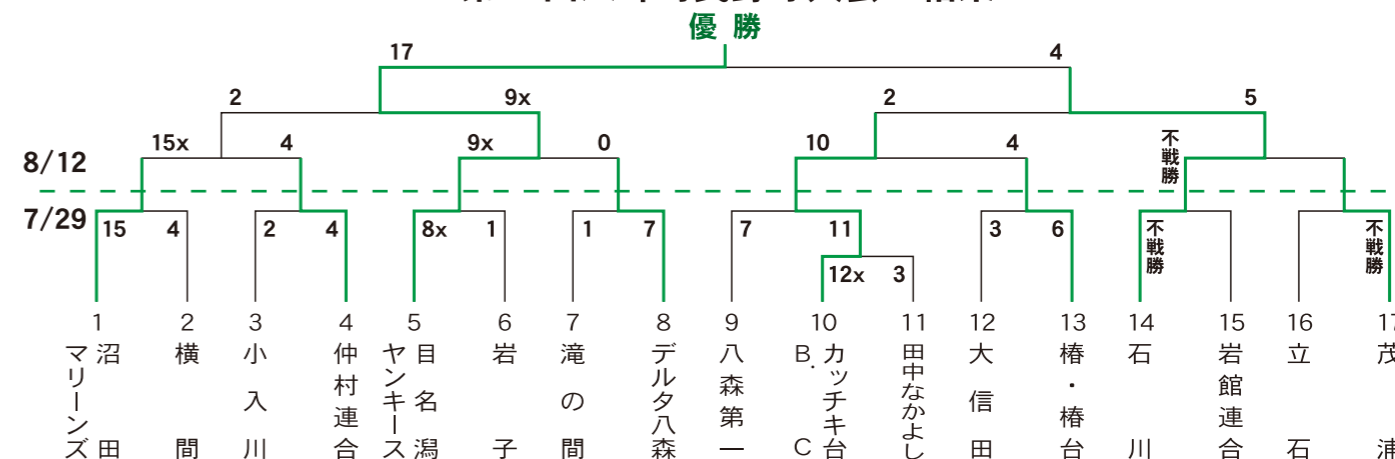 優勝
17 4
2 9x 2 5
15x 4 9x 0 10 4 不戦勝
8/12
7/29
15 4 2 4 8x 1 1 7 7 11 3 6 不戦勝 不戦勝
12x 3
1 2 3 4 5 6 7 8 9 10 11 12 13 14 15 16 17
沼田
マリーンズ
横間
小入川
仲村連合
目名潟
ヤンキース
岩子
滝の間
デルタ八森
八森第一
カッチキ台
B.C
田中なかよし
大信田
椿・椿台
石川
岩館連合
立石
茂浦